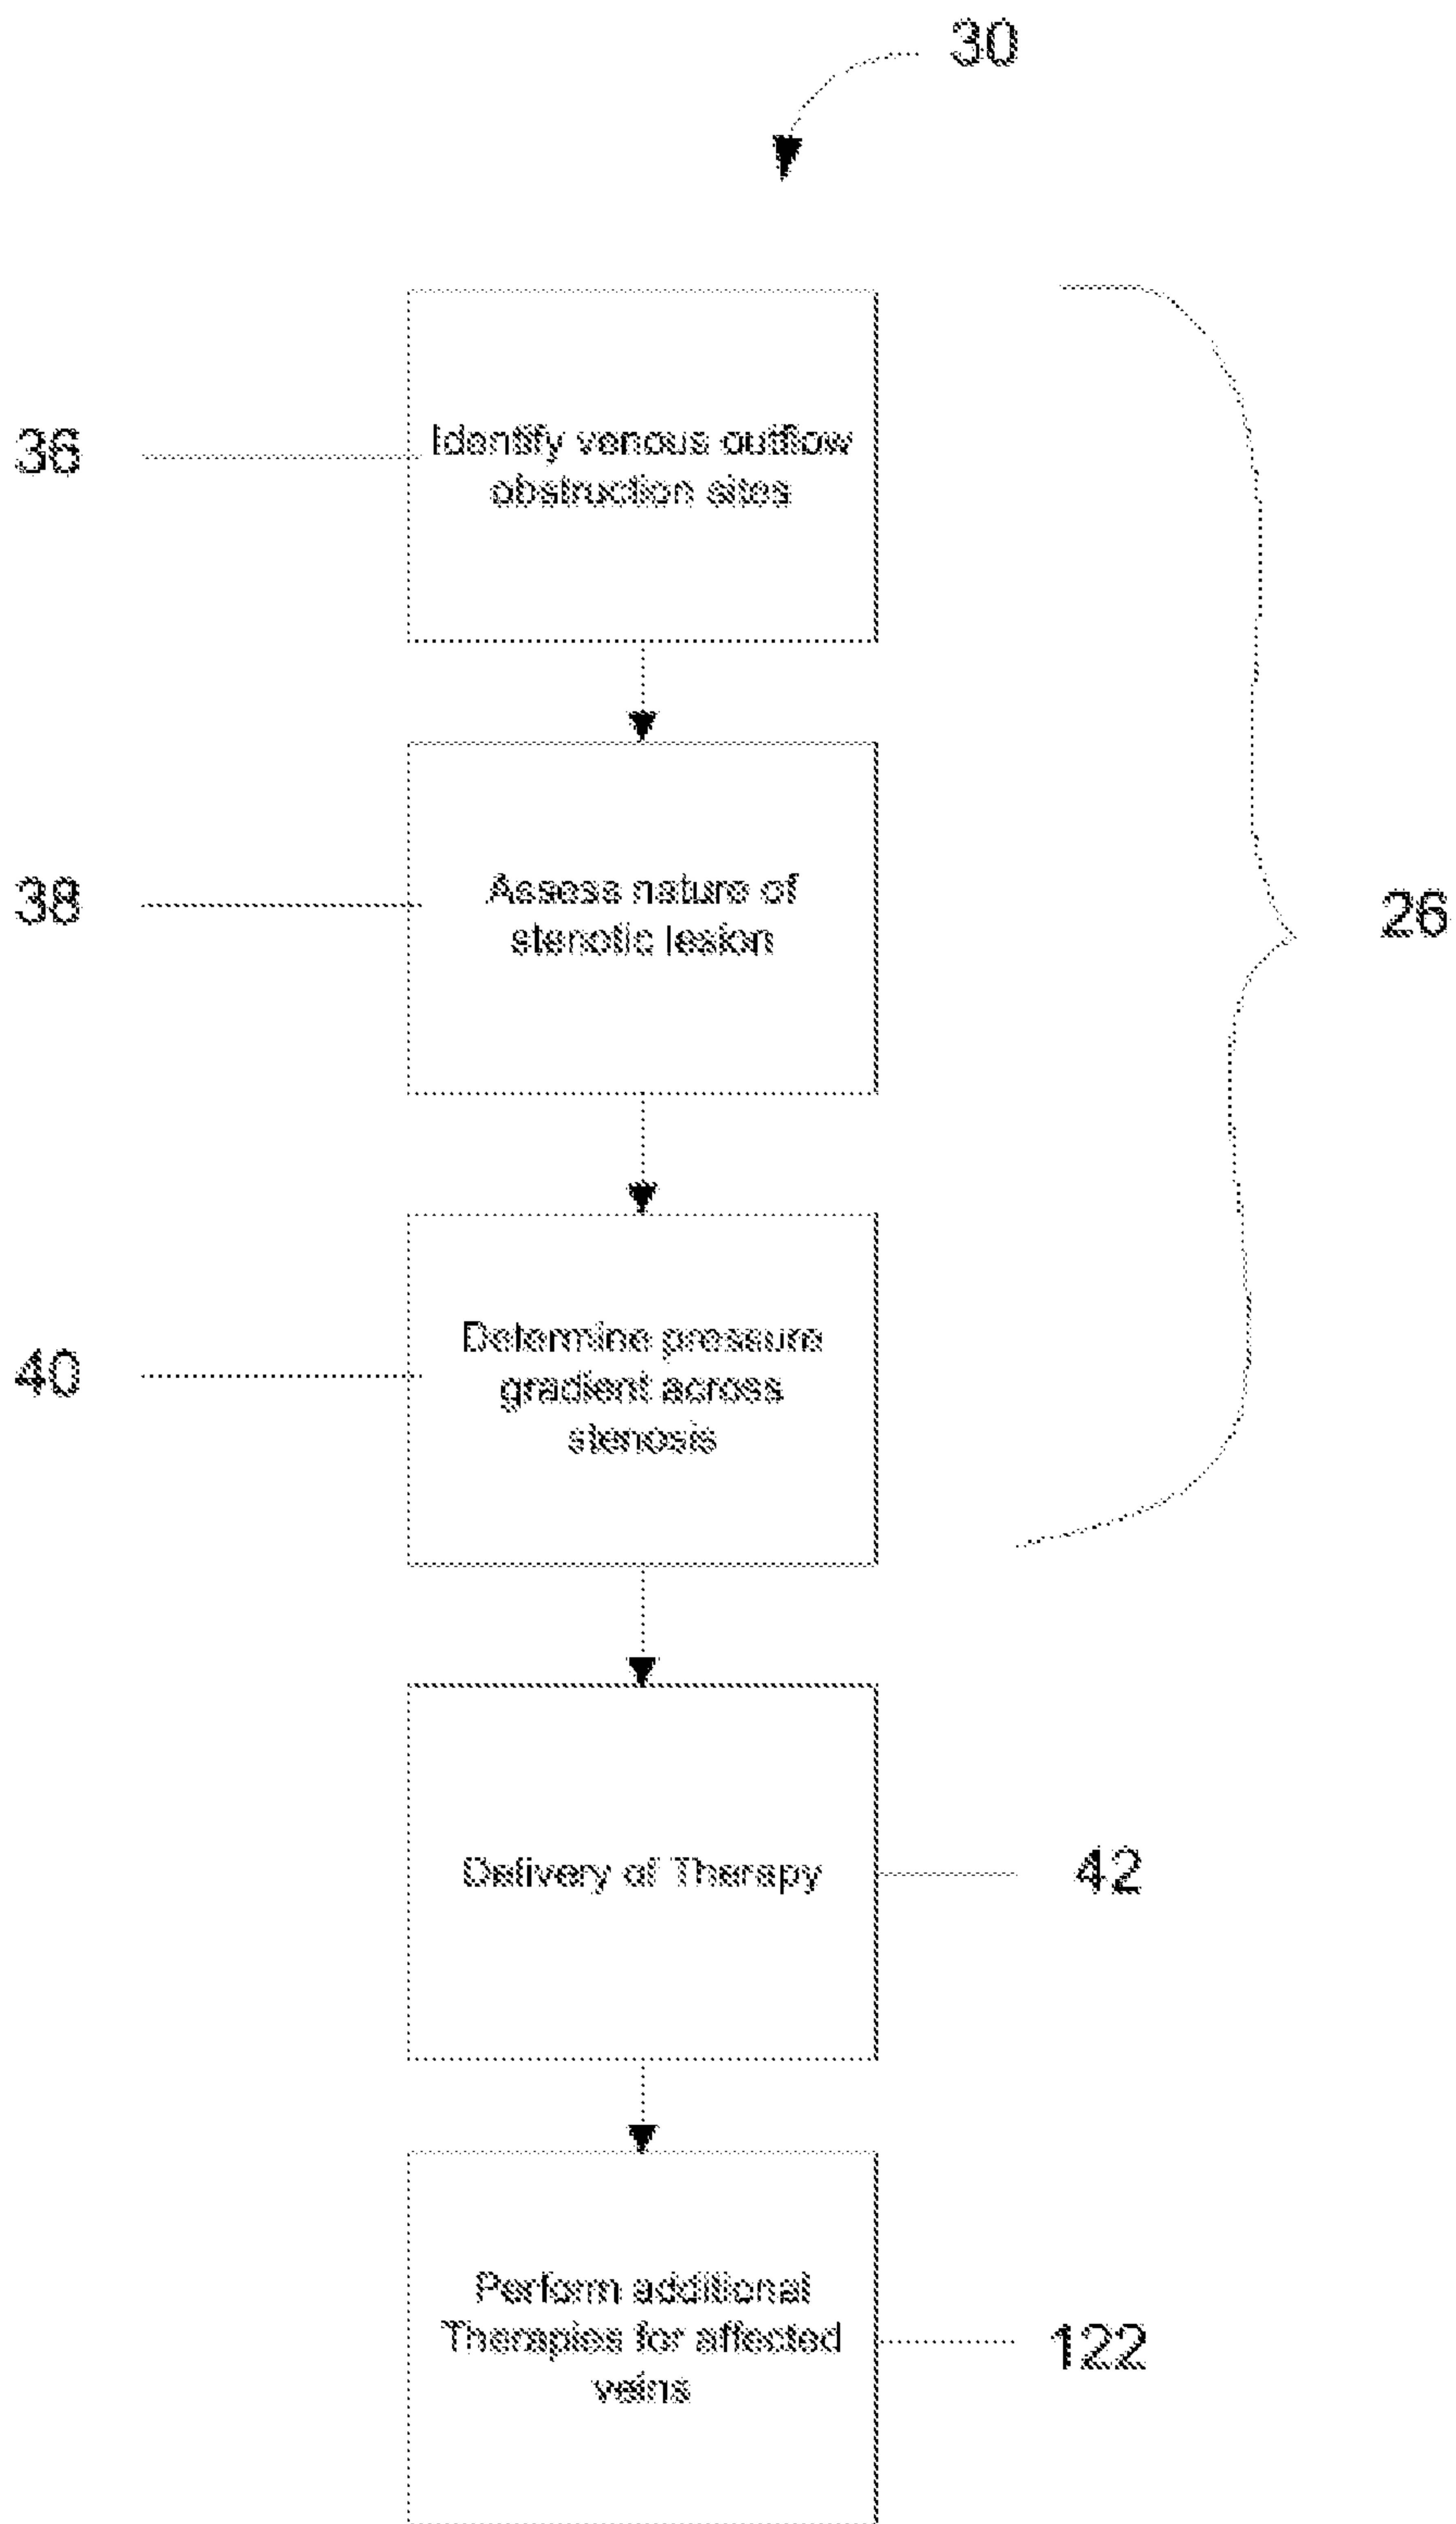 30
36
Identify venous outflow
obstruction sites
38
Assess nature of
stenotic lesion
26
40
Determine pressure
gradient across
stenosis
Delivery of Therapy
42
Perform additional
Therapies for affected
veins
122